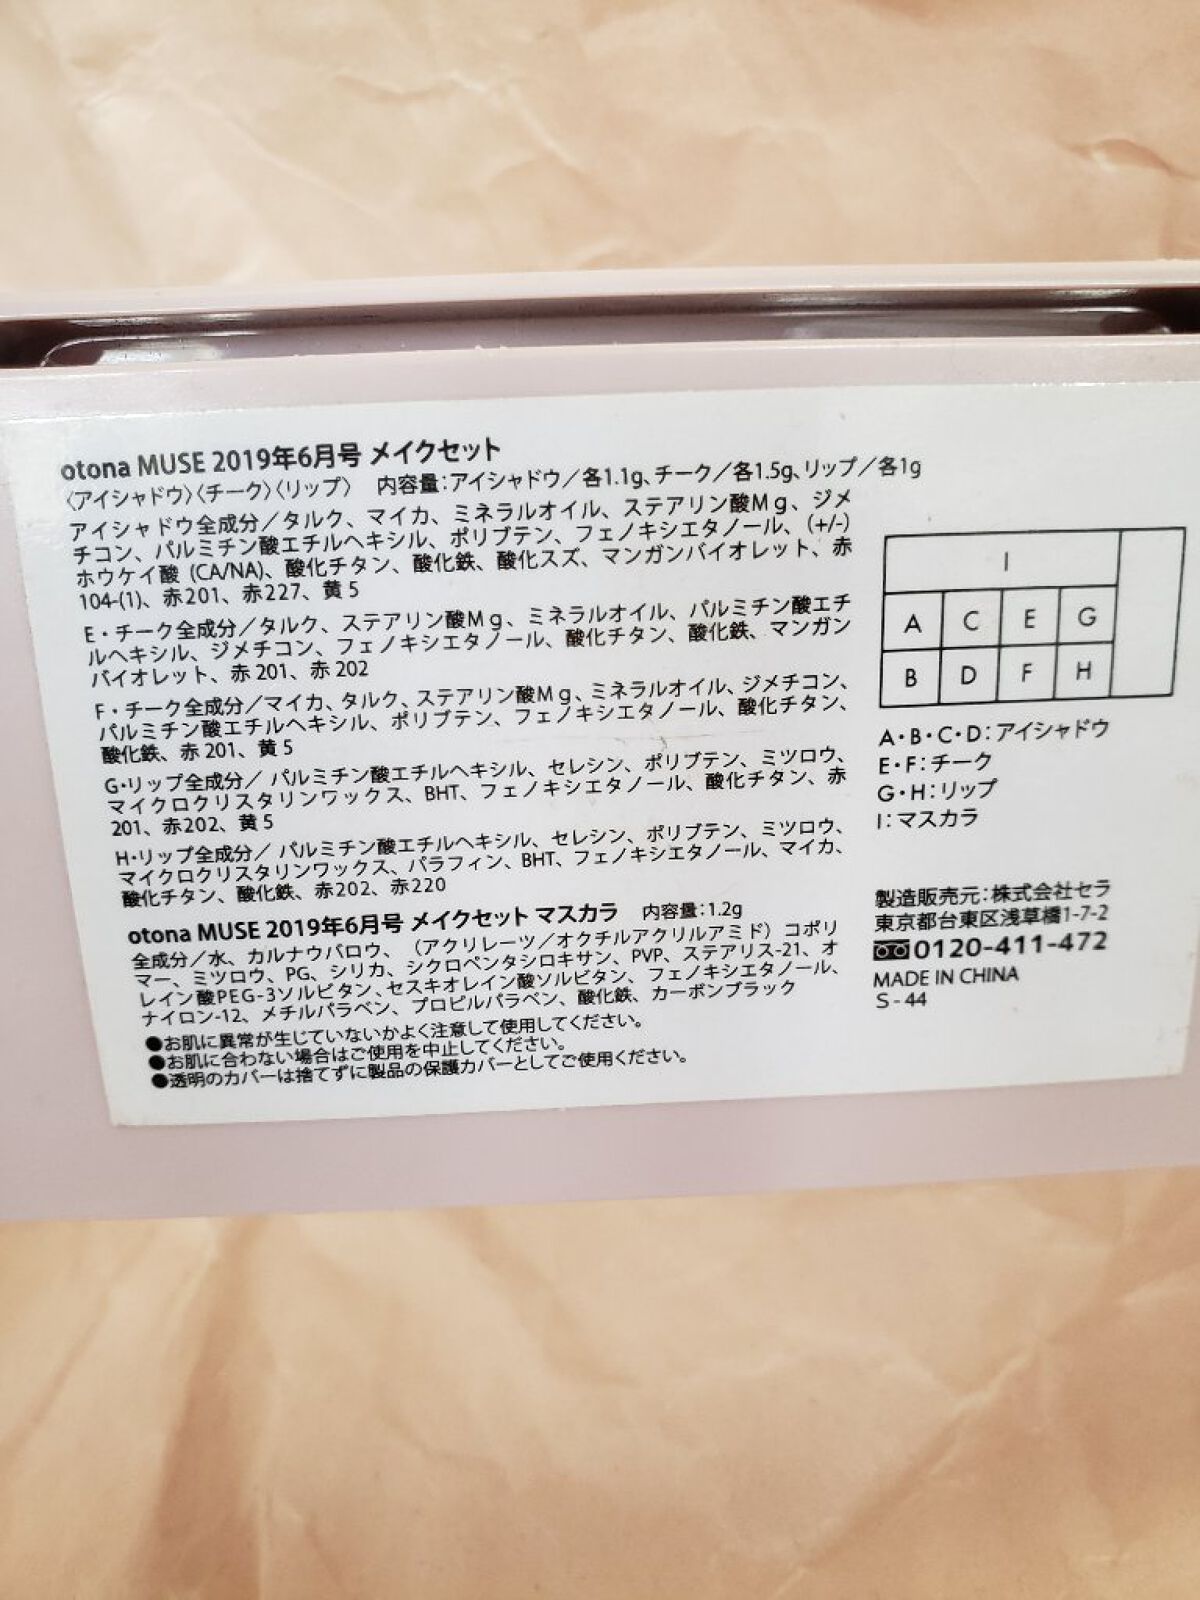 otona MUSE 2019年6月号 メイクセット
〈アイシャドウ〉〈チーク〉〈リップ〉 内容量：アイシャドウ／各1.1g、チーク／各1.5g、リップ／各1g
アイシャドウ全成分／タルク、マイカ、ミネラルオイル、ステアリン酸Mｇ、ジメ
チコン、パルミチン酸エチルヘキシル、ポリブテン、フェノキシエタノール、(+/-)
ホウケイ酸 (CA/NA)、酸化チタン、酸化鉄、酸化スズ、マンガンバイオレット、赤
104-(1)、赤201、赤227、黄5
E・チーク全成分／タルク、ステアリン酸Mｇ、ミネラルオイル、パルミチン酸エチ
ルヘキシル、ジメチコン、フェノキシエタノール、酸化チタン、酸化鉄、マンガン
バイオレット、赤 201、赤 202
F・チーク全成分／マイカ、タルク、ステアリン酸Mｇ、ミネラルオイル、ジメチコン、
パルミチン酸エチルヘキシル、ポリブテン、フェノキシエタノール、酸化チタン、
酸化鉄、赤 201、黄 5
G・リップ全成分／ パルミチン酸エチルヘキシル、セレシン、ポリブテン、ミツロウ、
マイクロクリスタリンワックス、BHT、フェノキシエタノール、酸化チタン、赤
201、赤202、黄 5
H・リップ全成分／ パルミチン酸エチルヘキシル、セレシン、ポリブテン、ミツロウ、
マイクロクリスタリンワックス、パラフィン、BHT、フェノキシエタノール、マイカ、
酸化チタン、酸化鉄、赤202、赤220
otona MUSE 2019年6月号 メイクセット マスカラ 内容量：1.2g
全成分／水、カルナウバロウ、（アクリレーツ／オクチルアクリルアミド）コポリ
マー、ミツロウ、PG、シリカ、シクロペンタシロキサン、PVP、ステアリス-21、オ
レイン酸PEG-3ソルビタン、セスキオレイン酸ソルビタン、フェノキシエタノール、
ナイロン-12、メチルパラベン、プロピルパラベン、酸化鉄、カーボンブラック
●お肌に異常が生じていないかよく注意して使用してください。
●お肌に合わない場合はご使用を中止してください。
●透明のカバーは捨てずに製品の保護カバーとしてご使用ください。
I
A C E G
B D F H
A・B・C・D：アイシャドウ
E・F：チーク
G・H：リップ
I：マスカラ
製造販売元：株式会社セラ
東京都台東区浅草橋1-7-2
0120-411-472
MADE IN CHINA
S - 44